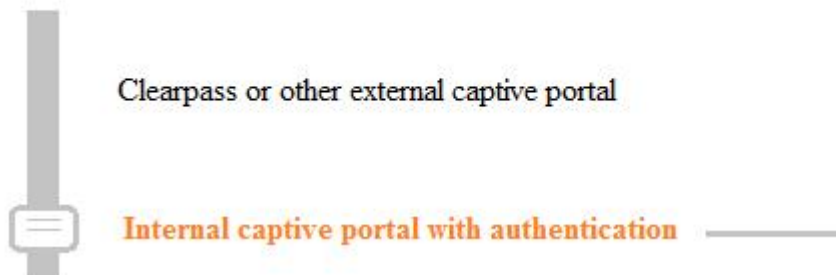 Clearpass or other external captive portal
Internal captive portal with authentication